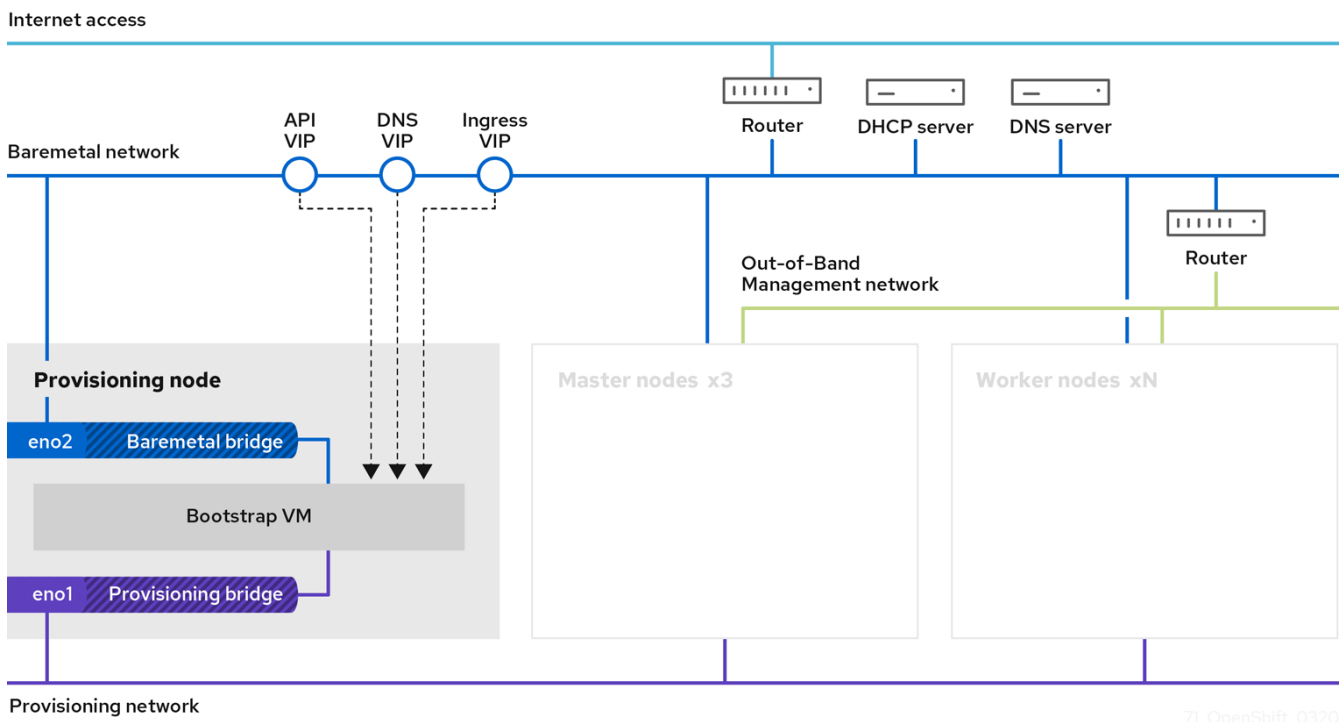 Internet access
API
VIP
DNS
VIP
Ingress
VIP
Router
DHCP server
DNS server
Baremetal network
Router
Out-of-Band
Management network
Provisioning node
Master nodes x3
Worker nodes xN
eno2
Baremetal bridge
Bootstrap VM
eno1
Provisioning bridge
Provisioning network
71_OpenShift_0320